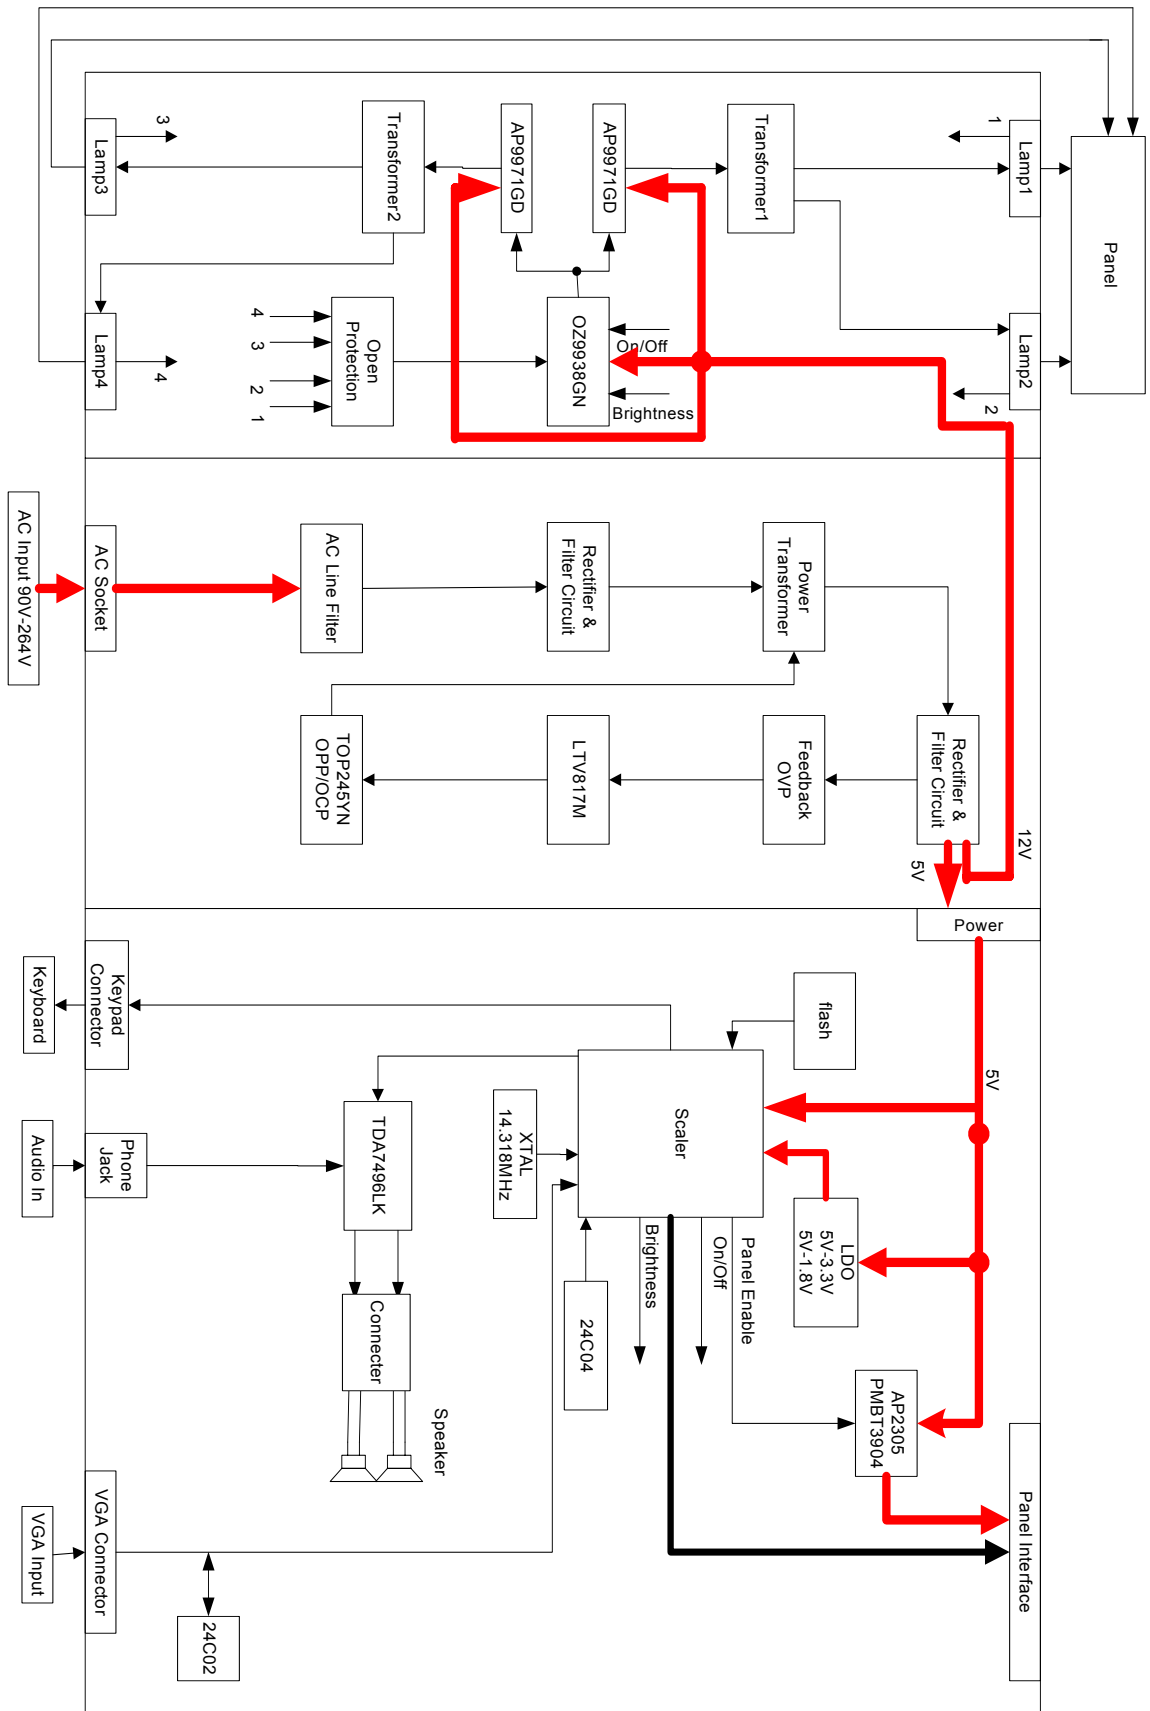 Panel
Lamp1
Lamp2
1
2
Transformer1
AP9971GD
AP9971GD
Transformer2
Lamp3
Lamp4
3
4
OZ9938GN
On/Off
Brightness
Open
Protection
4
3
2
1
AC Input 90V-264V
AC Socket
AC Line Filter
Rectifier &
Filter Circuit
Power
Transformer
Rectifier &
Filter Circuit
Feedback
OVP
LTV817M
TOP245YN
OPP/OCP
12V
5V
Power
5V
Keyboard
Keypad
Connector
flash
Scaler
XTAL
14.318MHz
TDA7496LK
Phone
Jack
Audio In
LDO
5V-3.3V
5V-1.8V
Panel Enable
On/Off
Brightness
24C04
Connecter
Speaker
AP2305
PMBT3904
Panel Interface
VGA Connector
VGA Input
24C02